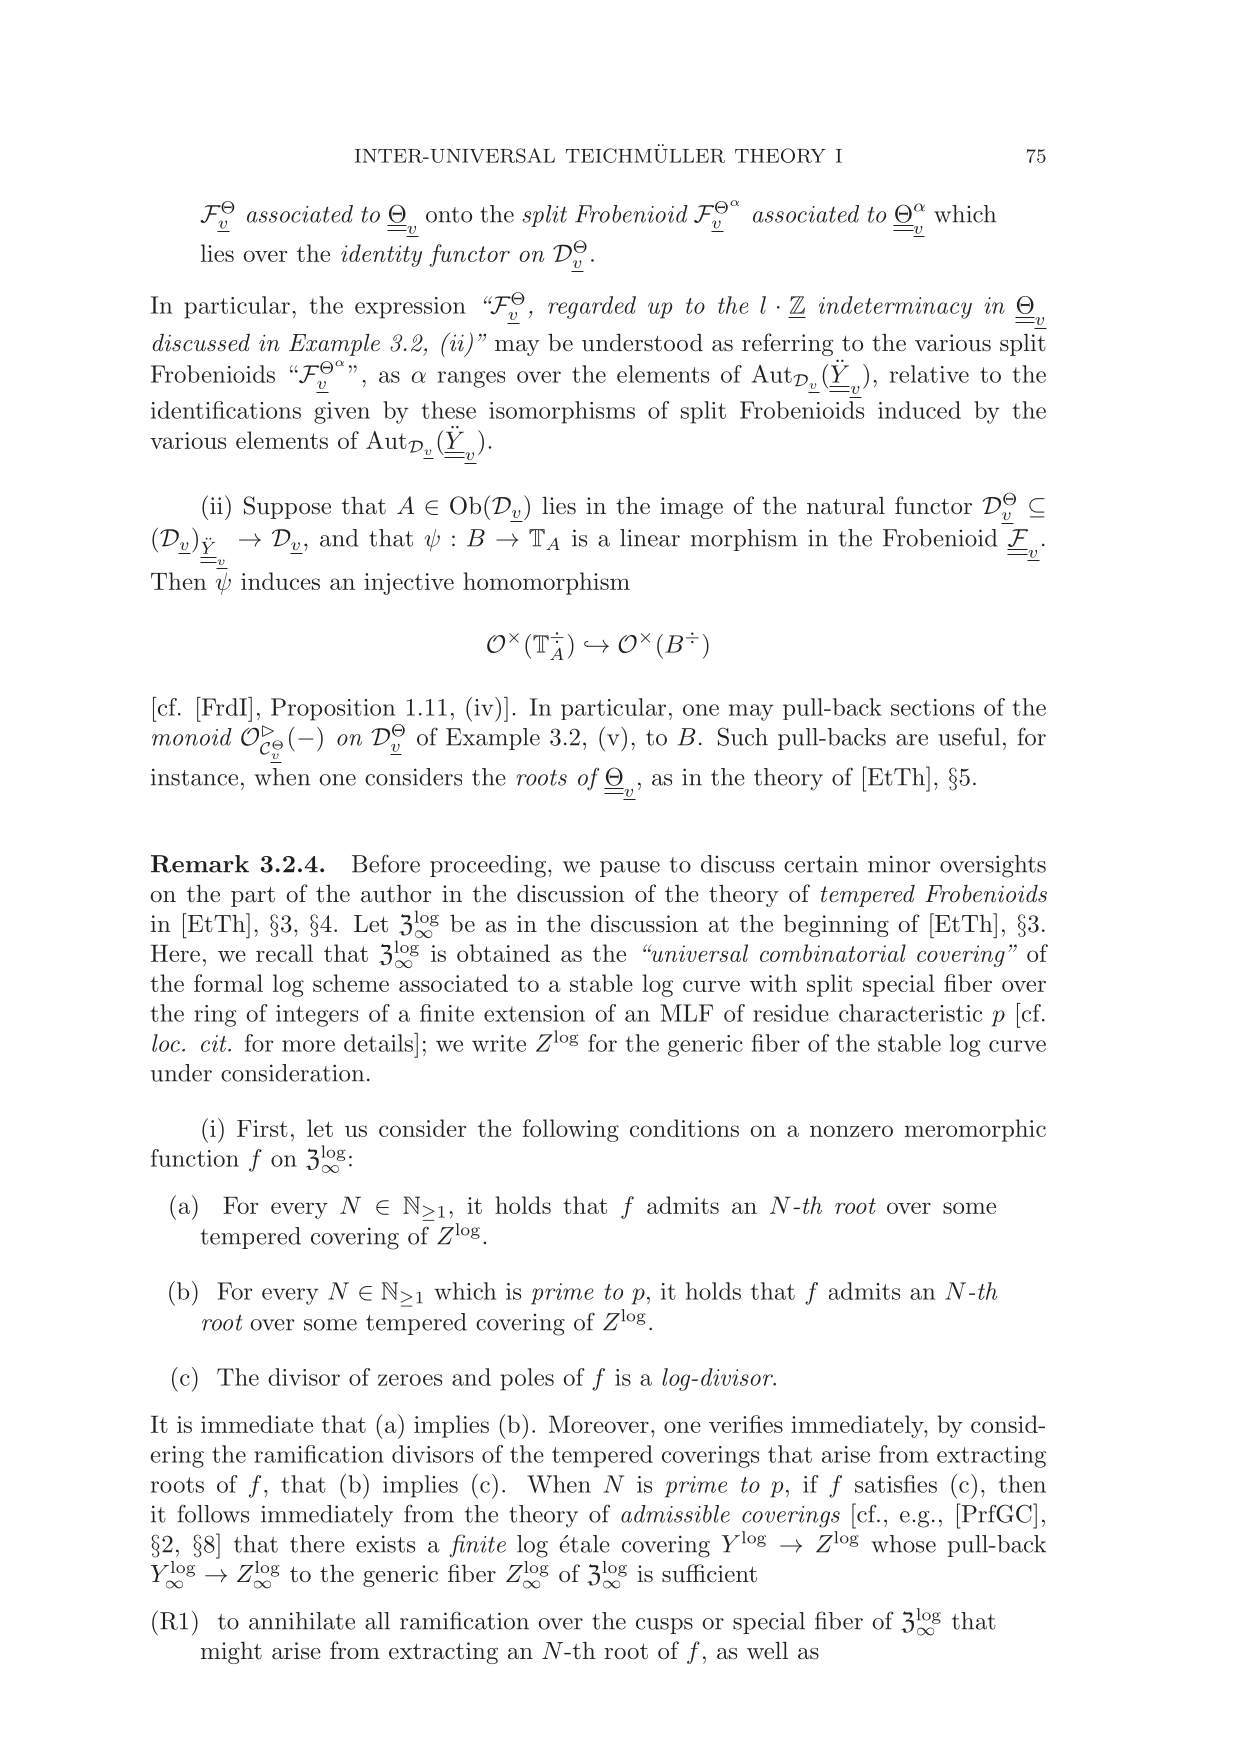 INTER-UNIVERSAL TEICHMÜLLER THEORY I 75
$\mathcal{F}^{\Theta}_{\underline{v}}$ associated to $\underline{\underline{\Theta}}_{\underline{v}}$ onto the split Frobenioid $\mathcal{F}^{\Theta^{\alpha}}_{\underline{v}}$ associated to $\underline{\underline{\Theta}}^{\alpha}_{\underline{v}}$ which
lies over the identity functor on $\mathcal{D}^{\Theta}_{\underline{v}}$.
In particular, the expression “$\mathcal{F}^{\Theta}_{\underline{v}}$, regarded up to the $l \cdot \underline{\mathbb{Z}}$ indeterminacy in $\underline{\underline{\Theta}}_{\underline{v}}$
discussed in Example 3.2, (ii)” may be understood as referring to the various split
Frobenioids “$\mathcal{F}^{\Theta^{\alpha}}_{\underline{v}}$”, as $\alpha$ ranges over the elements of $\mathrm{Aut}_{\mathcal{D}_{\underline{v}}}(\underline{\underline{\ddot{Y}}}_{\underline{v}})$, relative to the
identifications given by these isomorphisms of split Frobenioids induced by the
various elements of $\mathrm{Aut}_{\mathcal{D}_{\underline{v}}}(\underline{\underline{\ddot{Y}}}_{\underline{v}})$.
(ii) Suppose that $A \in \mathrm{Ob}(\mathcal{D}_{\underline{v}})$ lies in the image of the natural functor $\mathcal{D}^{\Theta}_{\underline{v}} \subseteq$
$(\mathcal{D}_{\underline{v}})_{\underline{\underline{\ddot{Y}}}_{\underline{v}}} \to \mathcal{D}_{\underline{v}}$, and that $\psi : B \to \mathbb{T}_A$ is a linear morphism in the Frobenioid $\underline{\underline{\mathcal{F}}}_{\underline{v}}$.
Then $\psi$ induces an injective homomorphism
$\mathcal{O}^{\times}(\mathbb{T}^{\div}_A) \hookrightarrow \mathcal{O}^{\times}(B^{\div})$
[cf. [FrdI], Proposition 1.11, (iv)]. In particular, one may pull-back sections of the
monoid $\mathcal{O}^{\rhd}_{\mathcal{C}^{\Theta}_{\underline{v}}}(-)$ on $\mathcal{D}^{\Theta}_{\underline{v}}$ of Example 3.2, (v), to $B$. Such pull-backs are useful, for
instance, when one considers the roots of $\underline{\underline{\Theta}}_{\underline{v}}$, as in the theory of [EtTh], §5.
Remark 3.2.4. Before proceeding, we pause to discuss certain minor oversights
on the part of the author in the discussion of the theory of tempered Frobenioids
in [EtTh], §3, §4. Let $\mathfrak{Z}^{\log}_{\infty}$ be as in the discussion at the beginning of [EtTh], §3.
Here, we recall that $\mathfrak{Z}^{\log}_{\infty}$ is obtained as the “universal combinatorial covering” of
the formal log scheme associated to a stable log curve with split special fiber over
the ring of integers of a finite extension of an MLF of residue characteristic $p$ [cf.
loc. cit. for more details]; we write $Z^{\log}$ for the generic fiber of the stable log curve
under consideration.
(i) First, let us consider the following conditions on a nonzero meromorphic
function $f$ on $\mathfrak{Z}^{\log}_{\infty}$:
(a) For every $N \in \mathbb{N}_{\geq 1}$, it holds that $f$ admits an $N$-th root over some
tempered covering of $Z^{\log}$.
(b) For every $N \in \mathbb{N}_{\geq 1}$ which is prime to $p$, it holds that $f$ admits an $N$-th
root over some tempered covering of $Z^{\log}$.
(c) The divisor of zeroes and poles of $f$ is a log-divisor.
It is immediate that (a) implies (b). Moreover, one verifies immediately, by consid-
ering the ramification divisors of the tempered coverings that arise from extracting
roots of $f$, that (b) implies (c). When $N$ is prime to $p$, if $f$ satisfies (c), then
it follows immediately from the theory of admissible coverings [cf., e.g., [PrfGC],
§2, §8] that there exists a finite log étale covering $Y^{\log} \to Z^{\log}$ whose pull-back
$Y^{\log}_{\infty} \to Z^{\log}_{\infty}$ to the generic fiber $Z^{\log}_{\infty}$ of $\mathfrak{Z}^{\log}_{\infty}$ is sufficient
(R1) to annihilate all ramification over the cusps or special fiber of $\mathfrak{Z}^{\log}_{\infty}$ that
might arise from extracting an $N$-th root of $f$, as well as